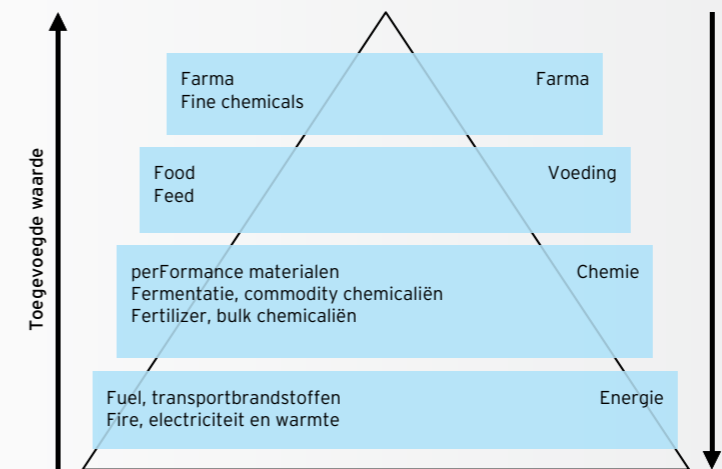 Toegevoegde waarde
Farma
Fine chemicals
Farma
Food
Feed
Voeding
perFormance materialen
Fermentatie, commodity chemicaliën
Fertilizer, bulk chemicaliën
Chemie
Fuel, transportbrandstoffen
Fire, electriciteit en warmte
Energie